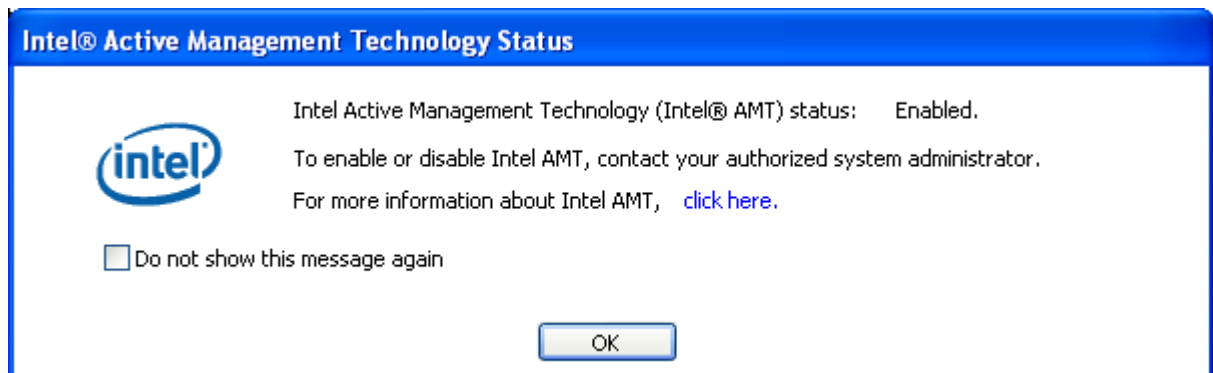 Intel® Active Management Technology Status
Intel Active Management Technology (Intel® AMT) status: Enabled.
intel
To enable or disable Intel AMT, contact your authorized system administrator.
For more information about Intel AMT, click here.
Do not show this message again
OK